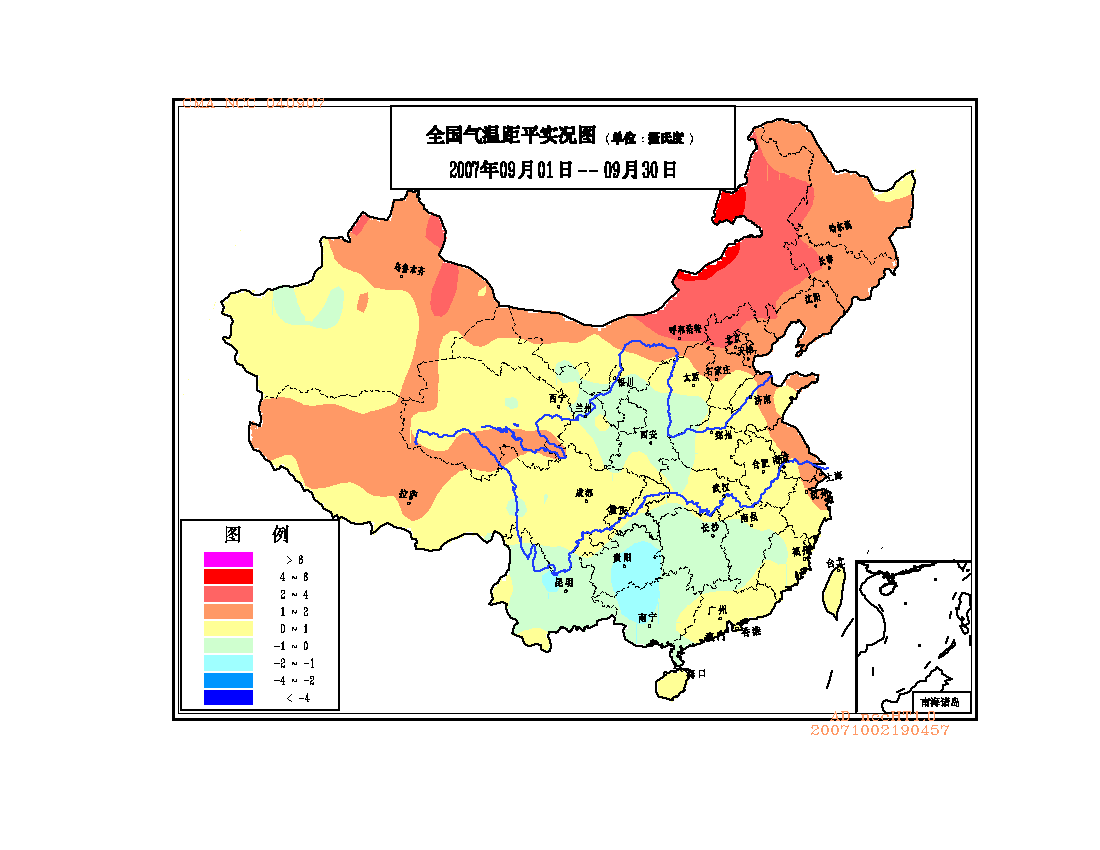 CMA NCC 040902
全国气温距平实况图 (单位:摄氏度)
2007年09月01日 -- 09月30日
哈尔滨
长春
乌鲁木齐
沈阳
呼和浩特
北京
天津
石家庄
太原
银川
西宁
济南
兰州
西安
郑州
合肥 南京
上海
拉萨
成都
武汉
杭州
重庆
南昌
长沙
福州
贵阳
台北
昆明
广州
南宁
香港
澳门
海口
图 例
> 6
4 ~ 6
2 ~ 4
1 ~ 2
0 ~ 1
-1 ~ 0
-2 ~ -1
-4 ~ -2
< -4
南海诸岛
20071002190457